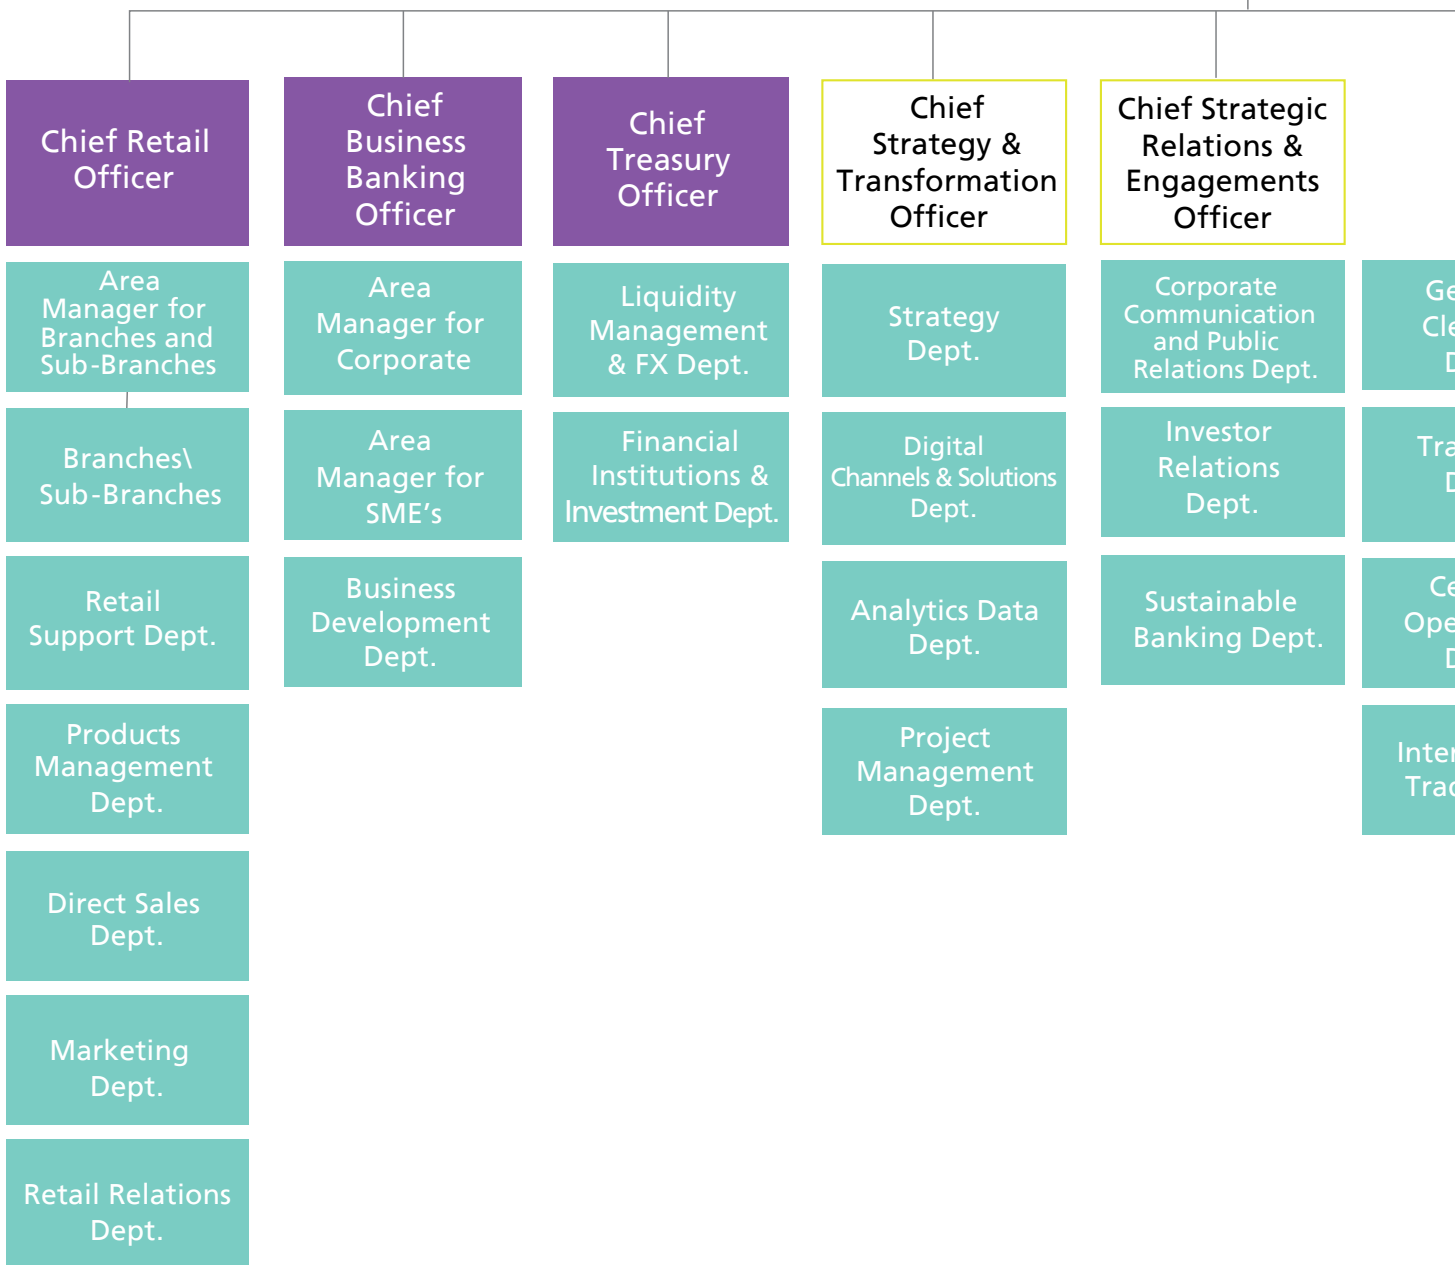 Chief Retail
Officer
Area
Manager for
Branches and
Sub-Branches
Branches\
Sub-Branches
Retail
Support Dept.
Products
Management
Dept.
Direct Sales
Dept.
Marketing
Dept.
Retail Relations
Dept.
Chief
Business
Banking
Officer
Area
Manager for
Corporate
Area
Manager for
SME's
Business
Development
Dept.
Chief
Treasury
Officer
Liquidity
Management
& FX Dept.
Financial
Institutions &
Investment Dept.
Chief
Strategy &
Transformation
Officer
Strategy
Dept.
Digital
Channels & Solutions
Dept.
Analytics Data
Dept.
Project
Management
Dept.
Chief Strategic
Relations &
Engagements
Officer
Corporate
Communication
and Public
Relations Dept.
Investor
Relations
Dept.
Sustainable
Banking Dept.